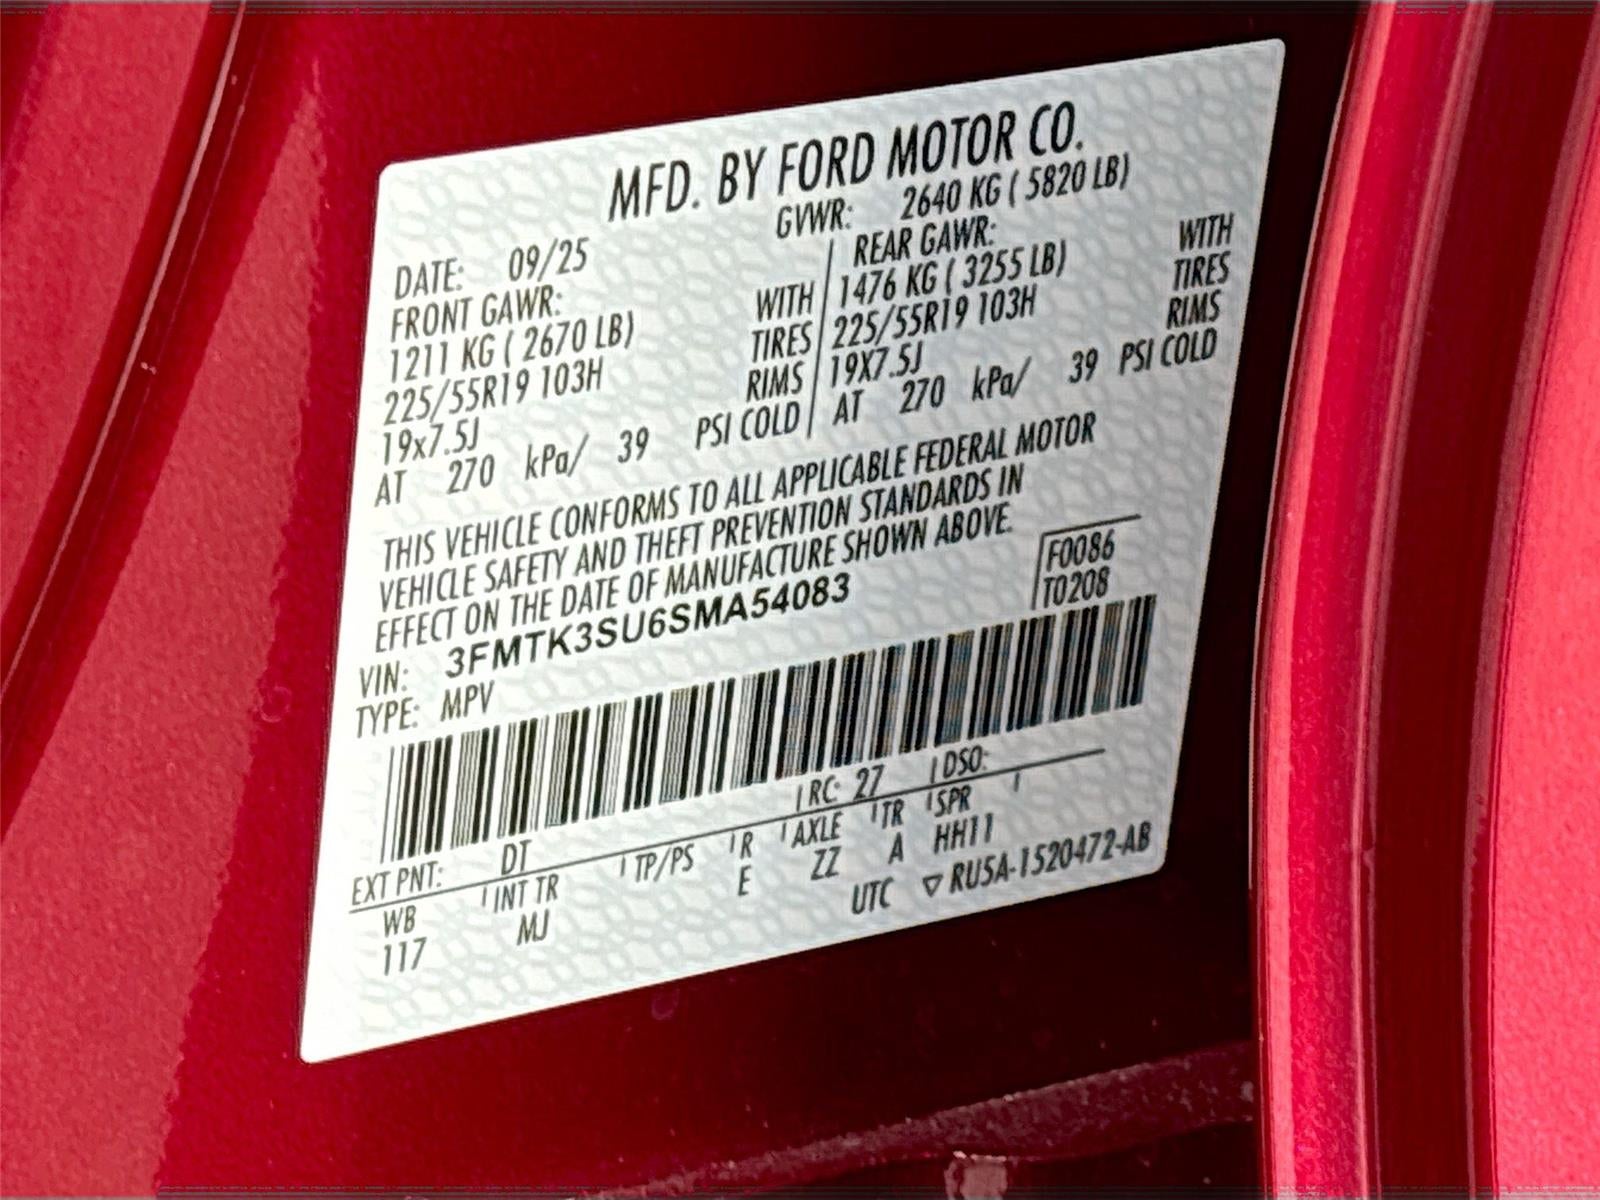 MFD. BY FORD MOTOR CO.
GVWR: 2640 KG ( 5820 LB)
DATE: 09/25
FRONT GAWR:
1211 KG ( 2670 LB) WITH
225/55R19 103H TIRES
19x7.5J RIMS
AT 270 kPa/ 39 PSI COLD
REAR GAWR:
1476 KG ( 3255 LB) WITH
225/55R19 103H TIRES
19X7.5J RIMS
AT 270 kPa/ 39 PSI COLD
THIS VEHICLE CONFORMS TO ALL APPLICABLE FEDERAL MOTOR
VEHICLE SAFETY AND THEFT PREVENTION STANDARDS IN
EFFECT ON THE DATE OF MANUFACTURE SHOWN ABOVE.
VIN: 3FMTK3SU6SMA54083
TYPE: MPV
F0086
T0208
EXT PNT: DT RC: 27 DSO:
WB INT TR TP/PS R AXLE TR SPR
117 MJ E ZZ A HH11
UTC ▽ RU5A-1520472-AB